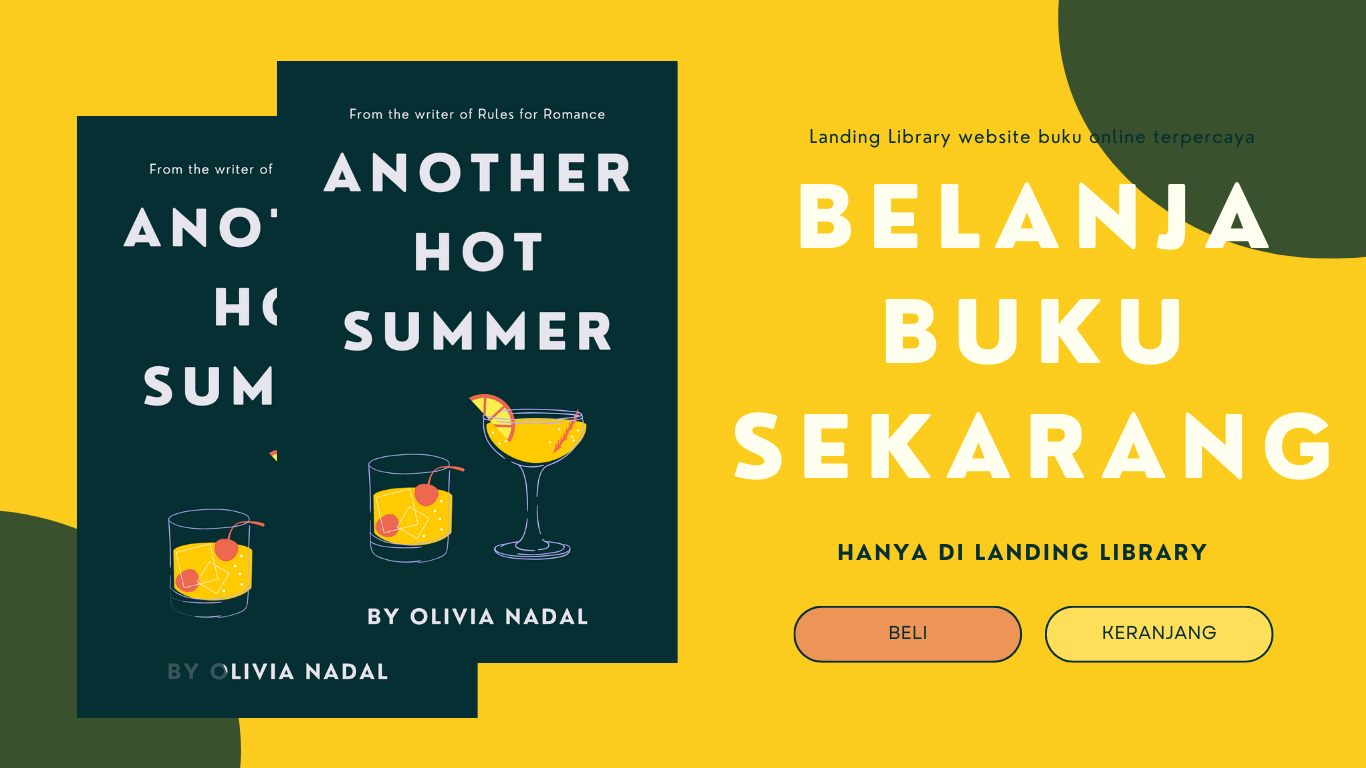 From the writer of
ANOT
HO
SUM
BY OLIVIA NADAL
From the writer of Rules for Romance
ANOTHER
HOT
SUMMER
BY OLIVIA NADAL
Landing Library website buku online terpercaya
BELANJA
BUKU
SEKARANG
HANYA DI LANDING LIBRARY
BELI
KERANJANG